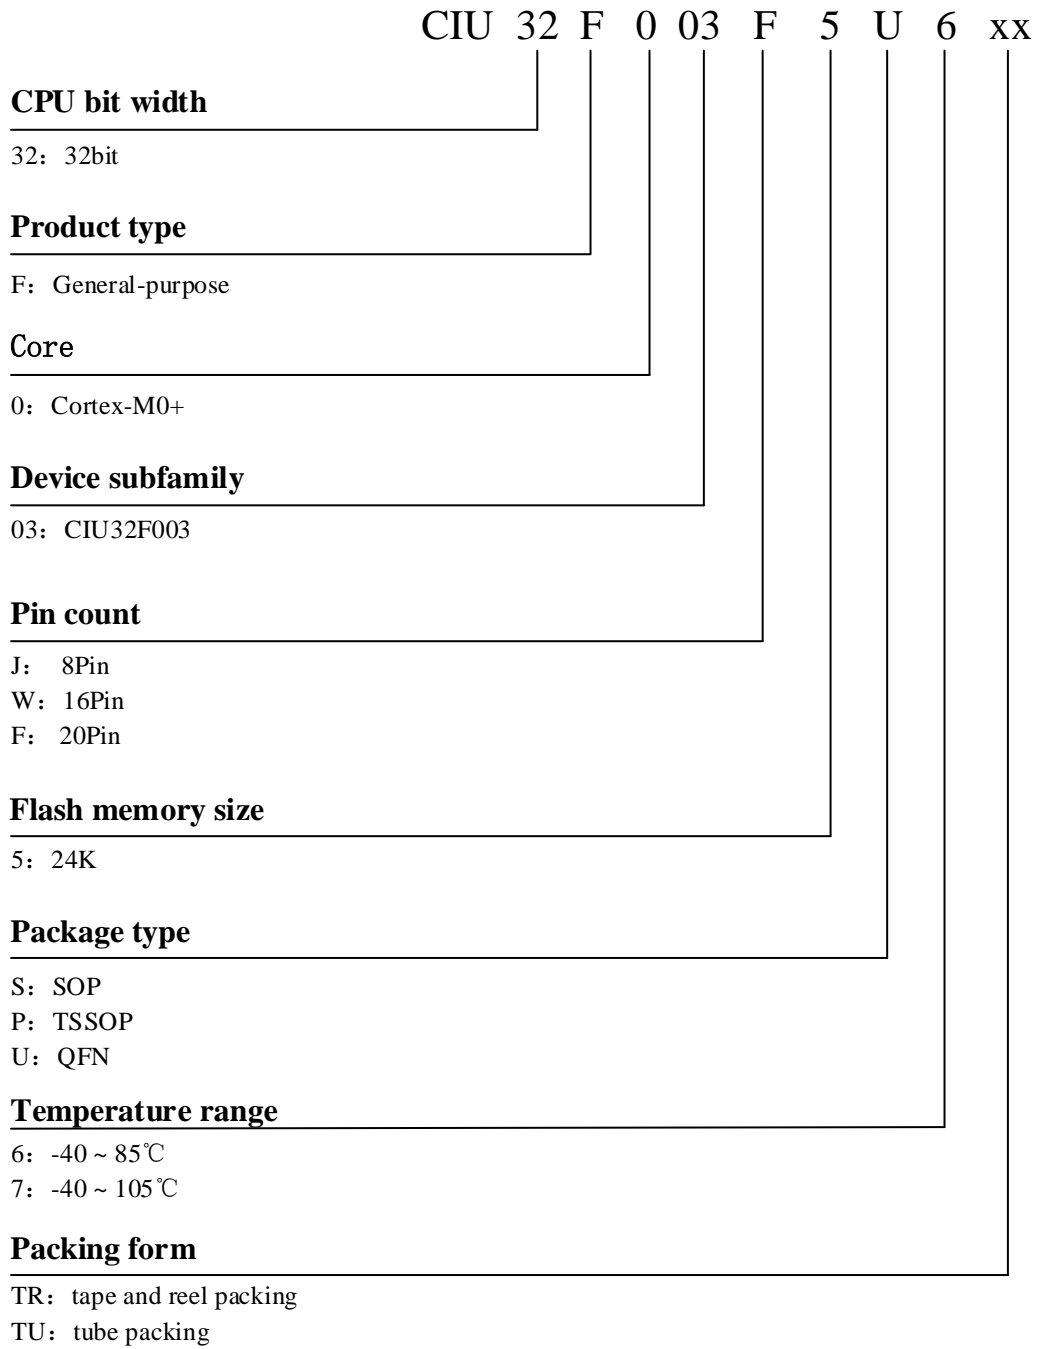 CIU 32 F 0 03 F 5 U 6 xx
CPU bit width
32：32bit
Product type
F：General-purpose
Core
0：Cortex-M0+
Device subfamily
03：CIU32F003
Pin count
J： 8Pin
W：16Pin
F： 20Pin
Flash memory size
5：24K
Package type
S：SOP
P：TSSOP
U：QFN
Temperature range
6：-40 ~ 85℃
7：-40 ~ 105℃
Packing form
TR：tape and reel packing
TU：tube packing